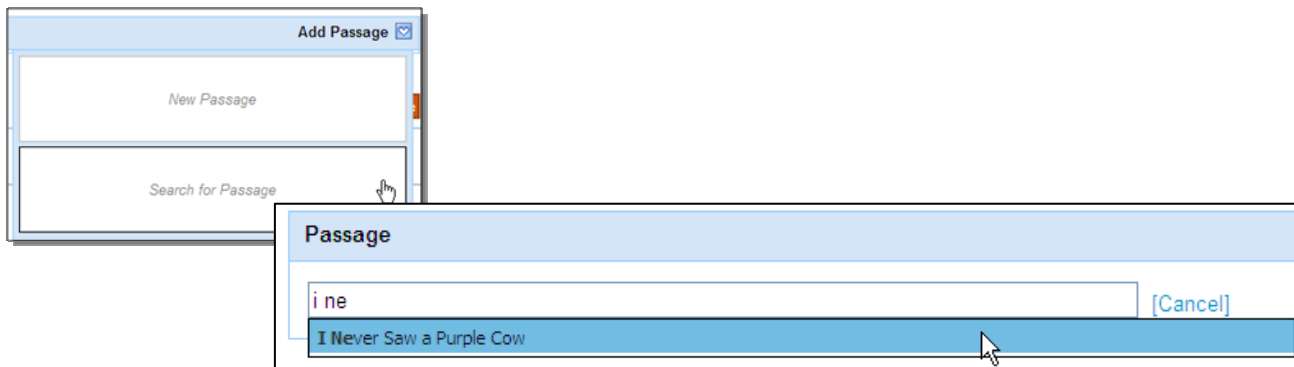 Add Passage
New Passage
Search for Passage
Passage
i ne
[Cancel]
I Never Saw a Purple Cow